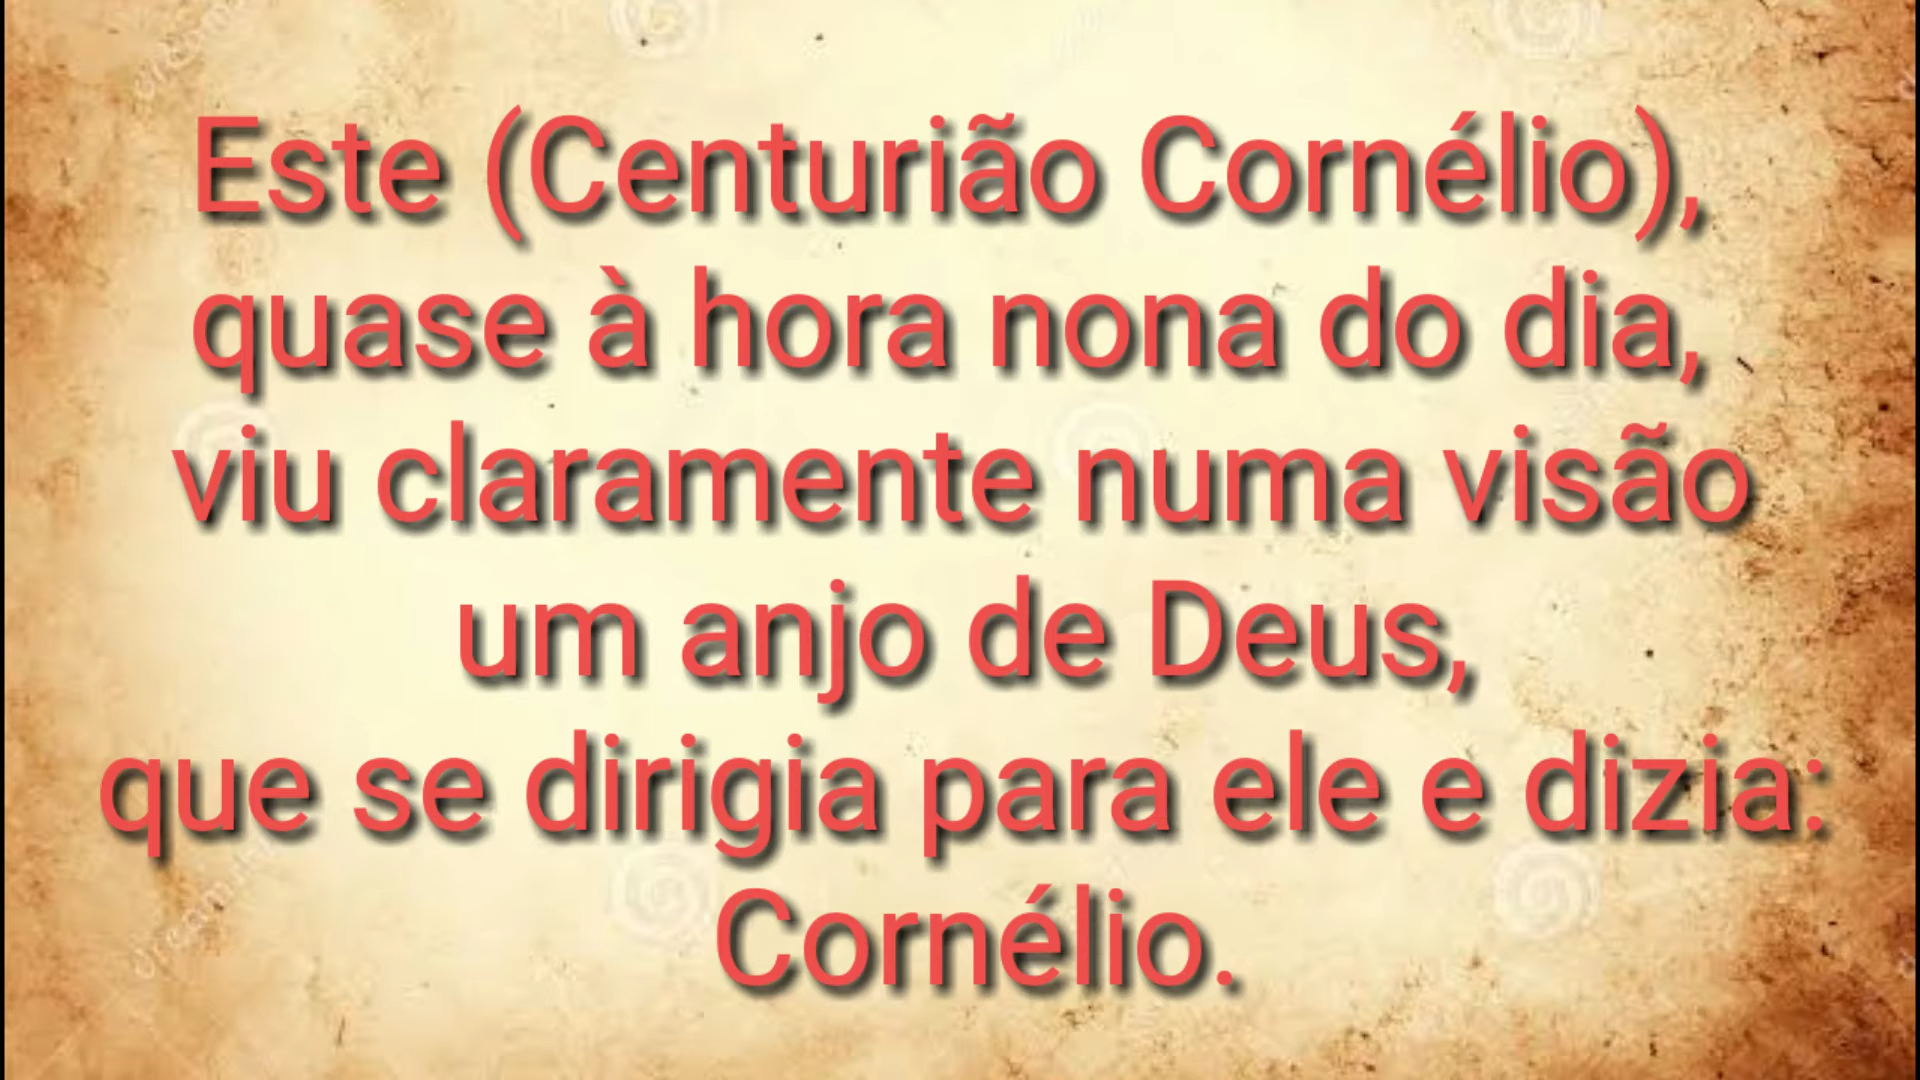 Este (Centurião Cornélio),
quase à hora nona do dia,
viu claramente numa visão
um anjo de Deus,
que se dirigia para ele e dizia:
Cornélio.